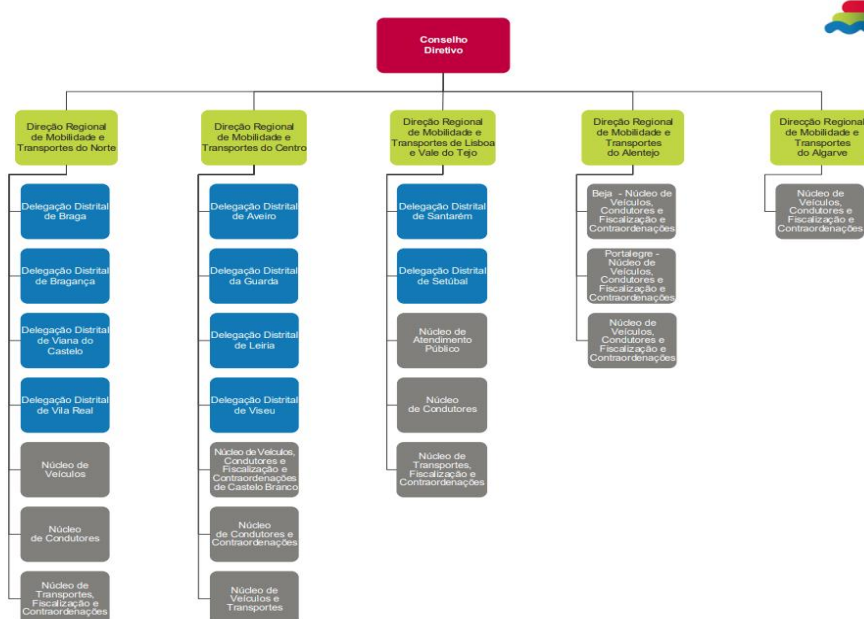 Conselho
Diretivo
Direção Regional
de Mobilidade e
Transportes do Norte
Delegação Distrital
de Braga
Delegação Distrital
de Bragança
Delegação Distrital
de Viana do
Castelo
Delegação Distrital
de Vila Real
Núcleo de
Veículos
Núcleo
de Condutores
Núcleo de
Transportes,
Fiscalização e
Contraordenações
Direção Regional
de Mobilidade e
Transportes do Centro
Delegação Distrital
de Aveiro
Delegação Distrital
da Guarda
Delegação Distrital
de Leiria
Delegação Distrital
de Viseu
Núcleo de Veículos,
Condutores e
Fiscalização e
Contraordenações
de Castelo Branco
Núcleo
de Condutores e
Contraordenações
Núcleo de
Veículos e
Transportes
Direção Regional
de Mobilidade e
Transportes de Lisboa
e Vale do Tejo
Delegação Distrital
de Santarém
Delegação Distrital
de Setúbal
Núcleo de
Atendimento
Público
Núcleo
de Condutores
Núcleo de
Transportes,
Fiscalização e
Contraordenações
Direção Regional
de Mobilidade e
Transportes
do Alentejo
Beja - Núcleo de
Veículos,
Condutores e
Fiscalização e
Contraordenações
Portalegre -
Núcleo de
Veículos,
Condutores e
Fiscalização e
Contraordenações
Núcleo de
Veículos,
Condutores e
Fiscalização e
Contraordenações
Direcção Regional
de Mobilidade e
Transportes
do Algarve
Núcleo de
Veículos,
Condutores e
Fiscalização e
Contraordenações